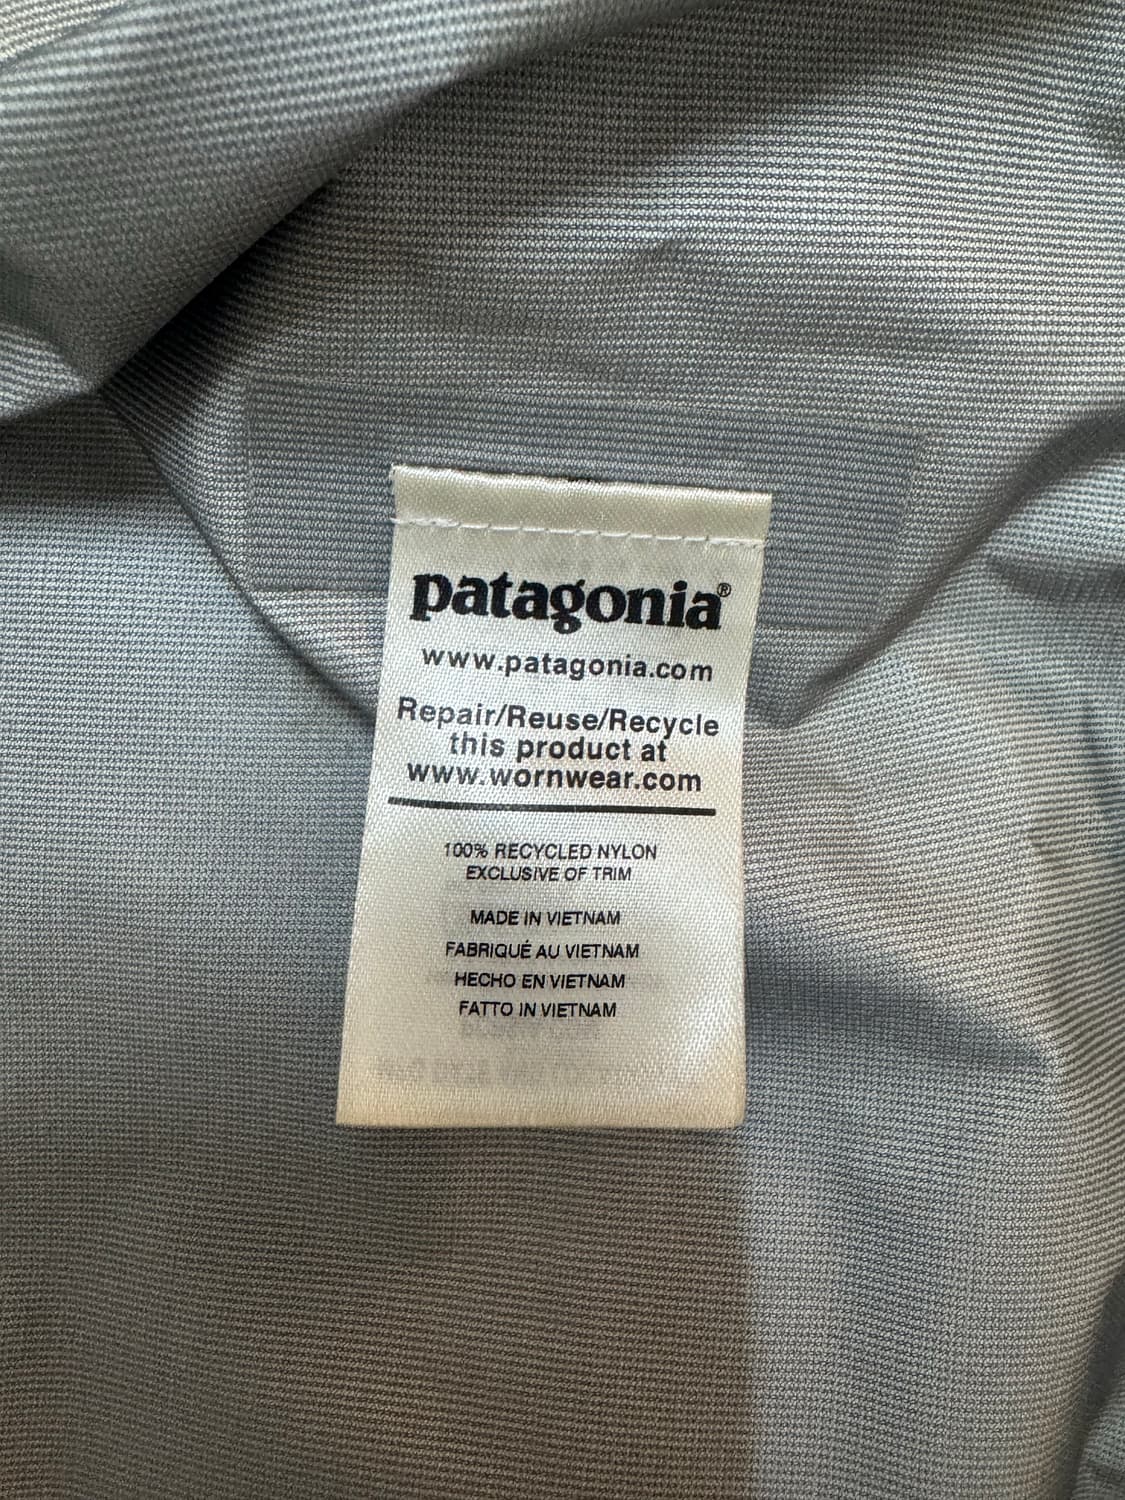 patagonia®
www.patagonia.com
Repair/Reuse/Recycle
this product at
www.wornwear.com
100% RECYCLED NYLON
EXCLUSIVE OF TRIM
MADE IN VIETNAM
FABRIQUÉ AU VIETNAM
HECHO EN VIETNAM
FATTO IN VIETNAM